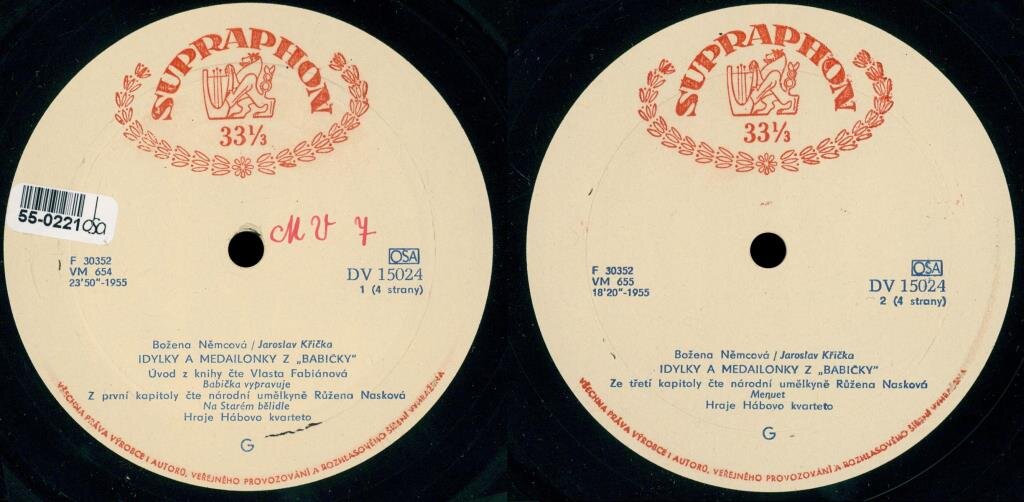 SUPRAPHON
33⅓
55-0221 osa
MV 7
F 30352
VM 654
23'50"-1955
OSA
DV 15024
1 (4 strany)
Božena Němcová / Jaroslav Křička
IDYLKY A MEDAILONKY Z „BABIČKY"
Úvod z knihy čte Vlasta Fabiánová
Babička vypravuje
Z první kapitoly čte národní umělkyně Růžena Nasková
Na Starém bělidle
Hraje Hábovo kvarteto
G
VŠECHNA PRÁVA VÝROBCE I AUTORŮ, VEŘEJNÉHO PROVOZOVÁNÍ A ROZHLASOVÉHO ŠÍŘENÍ VYHRAŽENA
SUPRAPHON
33⅓
F 30352
VM 655
18'20"-1955
OSA
DV 15024
2 (4 strany)
Božena Němcová / Jaroslav Křička
IDYLKY A MEDAILONKY Z „BABIČKY"
Ze třetí kapitoly čte národní umělkyně Růžena Nasková
Menuet
Hraje Hábovo kvarteto
G
VŠECHNA PRÁVA VÝROBCE I AUTORŮ, VEŘEJNÉHO PROVOZOVÁNÍ A ROZHLASOVÉHO ŠÍŘENÍ VYHRAŽENA